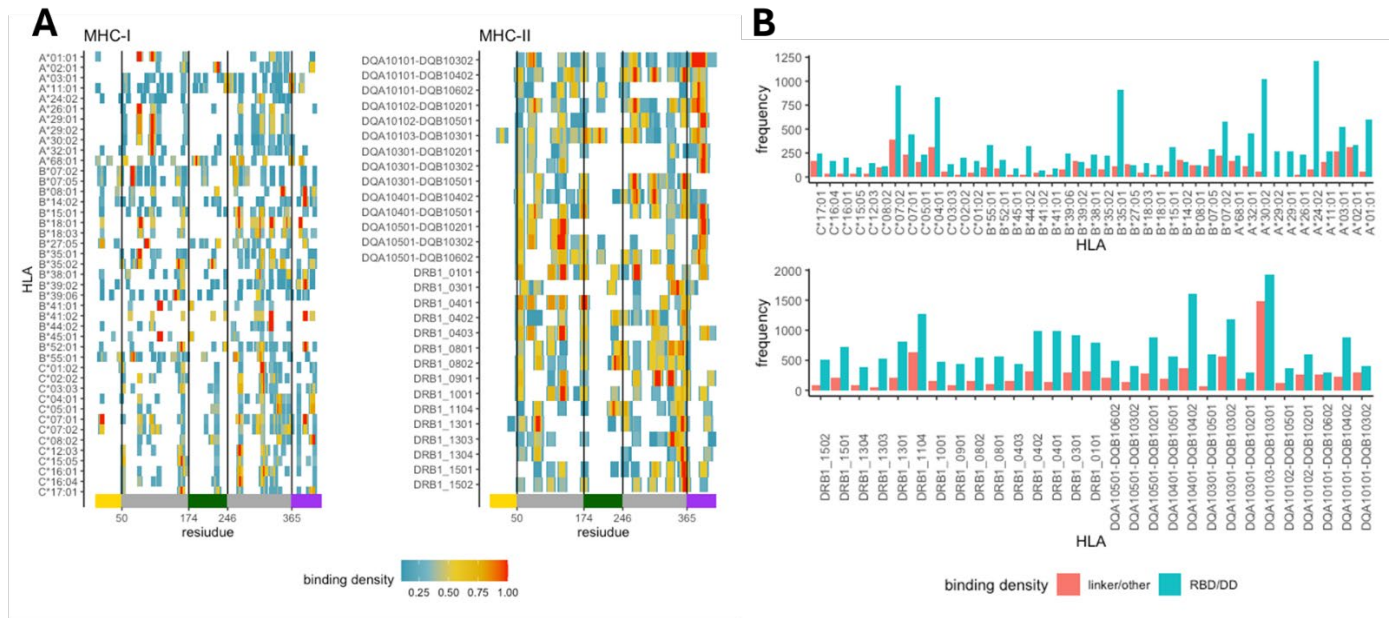 A
MHC-I
HLA
A*01:01
A*02:01
A*03:01
A*11:01
A*24:02
A*26:01
A*29:01
A*29:02
A*30:02
A*32:01
A*68:01
B*07:02
B*07:05
B*08:01
B*14:02
B*15:01
B*18:01
B*18:03
B*27:05
B*35:01
B*35:02
B*38:01
B*39:02
B*39:06
B*41:01
B*41:02
B*44:02
B*45:01
B*52:01
B*55:01
C*01:02
C*02:02
C*03:03
C*04:01
C*05:01
C*07:01
C*07:02
C*08:02
C*12:03
C*15:05
C*16:01
C*16:04
C*17:01
50 174 246 365
resiudue
MHC-II
DQA10101-DQB10302
DQA10101-DQB10402
DQA10101-DQB10602
DQA10102-DQB10201
DQA10102-DQB10501
DQA10103-DQB10301
DQA10301-DQB10201
DQA10301-DQB10302
DQA10301-DQB10501
DQA10401-DQB10402
DQA10401-DQB10501
DQA10501-DQB10201
DQA10501-DQB10302
DQA10501-DQB10602
DRB1_0101
DRB1_0301
DRB1_0401
DRB1_0402
DRB1_0403
DRB1_0801
DRB1_0802
DRB1_0901
DRB1_1001
DRB1_1104
DRB1_1301
DRB1_1303
DRB1_1304
DRB1_1501
DRB1_1502
50 174 246 365
resiudue
binding density
0.25 0.50 0.75 1.00
B
frequency
1250
1000
750
500
250
0
C*17:01
C*16:04
C*16:01
C*15:05
C*12:03
C*08:02
C*07:02
C*07:01
C*05:01
C*04:01
C*03:03
C*02:02
C*01:02
B*55:01
B*52:01
B*45:01
B*44:02
B*41:02
B*41:01
B*39:06
B*39:02
B*38:01
B*35:02
B*35:01
B*27:05
B*18:03
B*18:01
B*15:01
B*14:02
B*08:01
B*07:05
B*07:02
A*68:01
A*32:01
A*30:02
A*29:02
A*29:01
A*26:01
A*24:02
A*11:01
A*03:01
A*02:01
A*01:01
HLA
frequency
2000
1500
1000
500
0
DRB1_1502
DRB1_1501
DRB1_1304
DRB1_1303
DRB1_1301
DRB1_1104
DRB1_1001
DRB1_0901
DRB1_0802
DRB1_0801
DRB1_0403
DRB1_0402
DRB1_0401
DRB1_0301
DRB1_0101
DQA10501-DQB10602
DQA10501-DQB10302
DQA10501-DQB10201
DQA10401-DQB10501
DQA10401-DQB10402
DQA10301-DQB10501
DQA10301-DQB10302
DQA10301-DQB10201
DQA10103-DQB10301
DQA10102-DQB10501
DQA10102-DQB10201
DQA10101-DQB10602
DQA10101-DQB10402
DQA10101-DQB10302
HLA
binding density linker/other RBD/DD